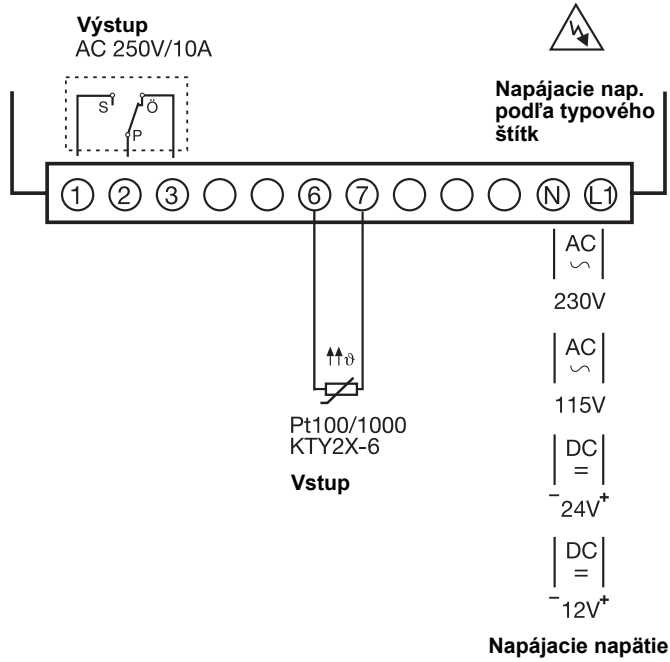 Výstup
AC 250V/10A
Napájacie nap.
podľa typového
štítk
S Ö
P
1 2 3 6 7 N L1
AC
230V
AC
115V
ϑ
Pt100/1000
KTY2X-6
Vstup
DC
=
- 24V +
DC
=
- 12V +
Napájacie napätie